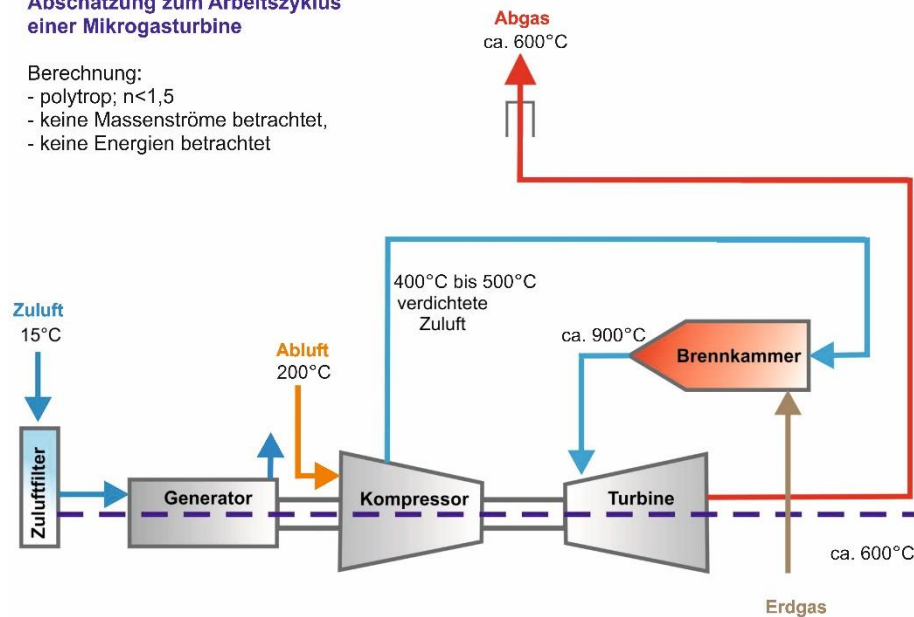 Abschätzung zum Arbeitszyklus
einer Mikrogasturbine
Berechnung:
- polytrop; n<1,5
- keine Massenströme betrachtet,
- keine Energien betrachtet
Abgas
ca. 600°C
Zuluft
15°C
Abluft
200°C
400°C bis 500°C
verdichtete
Zuluft
ca. 900°C
Brennkammer
Zuluftfilter
Generator
Kompressor
Turbine
ca. 600°C
Erdgas